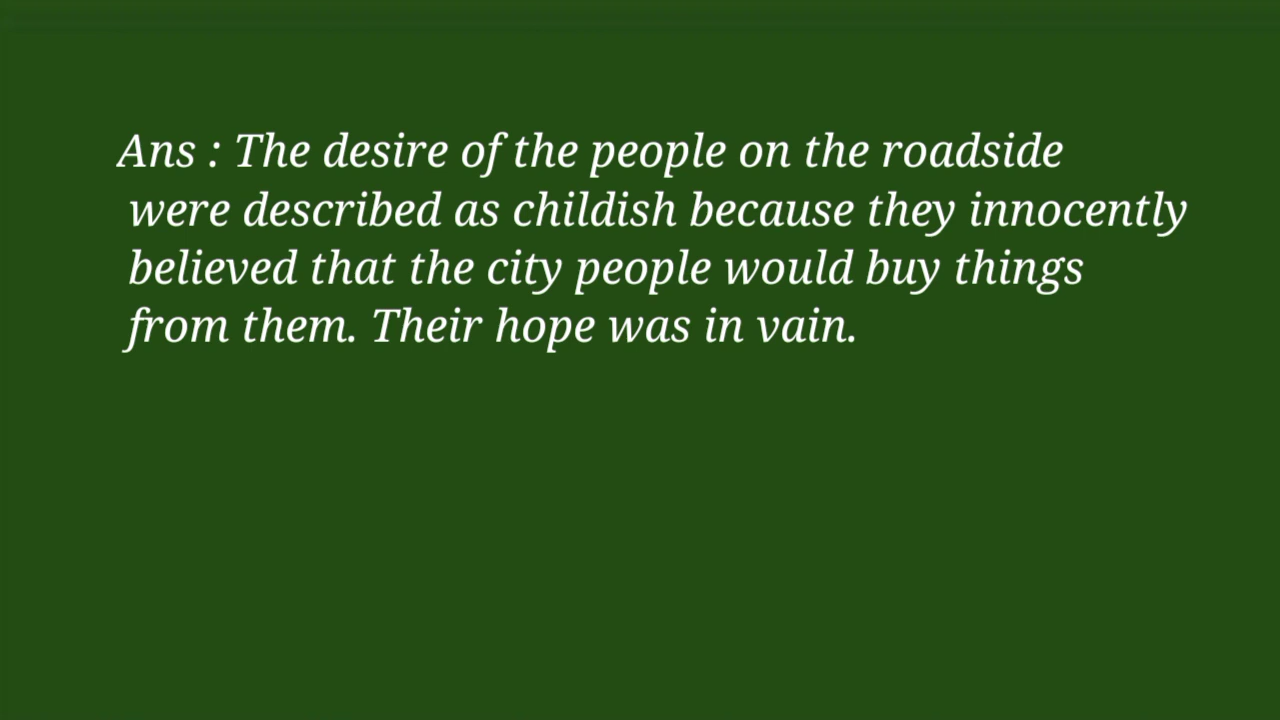 Ans : The desire of the people on the roadside
were described as childish because they innocently
believed that the city people would buy things
from them. Their hope was in vain.